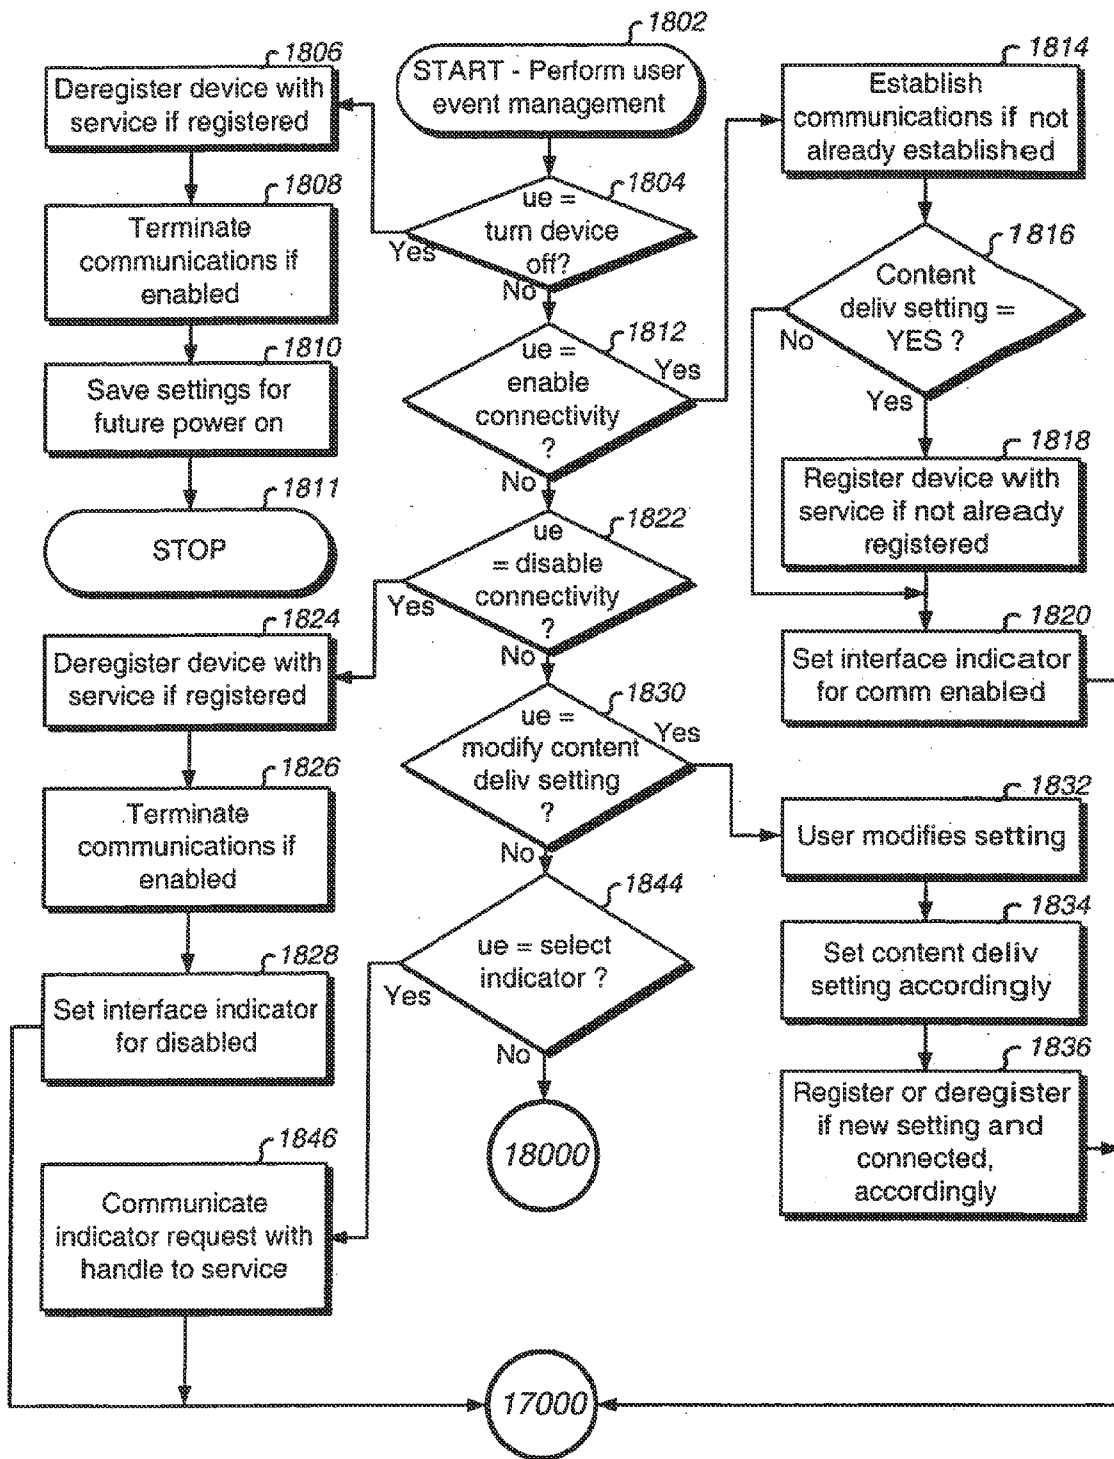 1802
START - Perform user
event management
1804
ue =
turn device
off?
Yes
No
1806
Deregister device with
service if registered
1808
Terminate
communications if
enabled
1810
Save settings for
future power on
1811
STOP
1812
ue =
enable
connectivity
?
Yes
No
1814
Establish
communications if not
already established
1816
Content
deliv setting =
YES ?
No
Yes
1818
Register device with
service if not already
registered
1820
Set interface indicator
for comm enabled
1822
ue
= disable
connectivity
?
Yes
No
1824
Deregister device with
service if registered
1826
Terminate
communications if
enabled
1828
Set interface indicator
for disabled
1830
ue =
modify content
deliv setting
?
Yes
No
1832
User modifies setting
1834
Set content deliv
setting accordingly
1836
Register or deregister
if new setting and
connected,
accordingly
1844
ue = select
indicator ?
Yes
No
1846
Communicate
indicator request with
handle to service
18000
17000